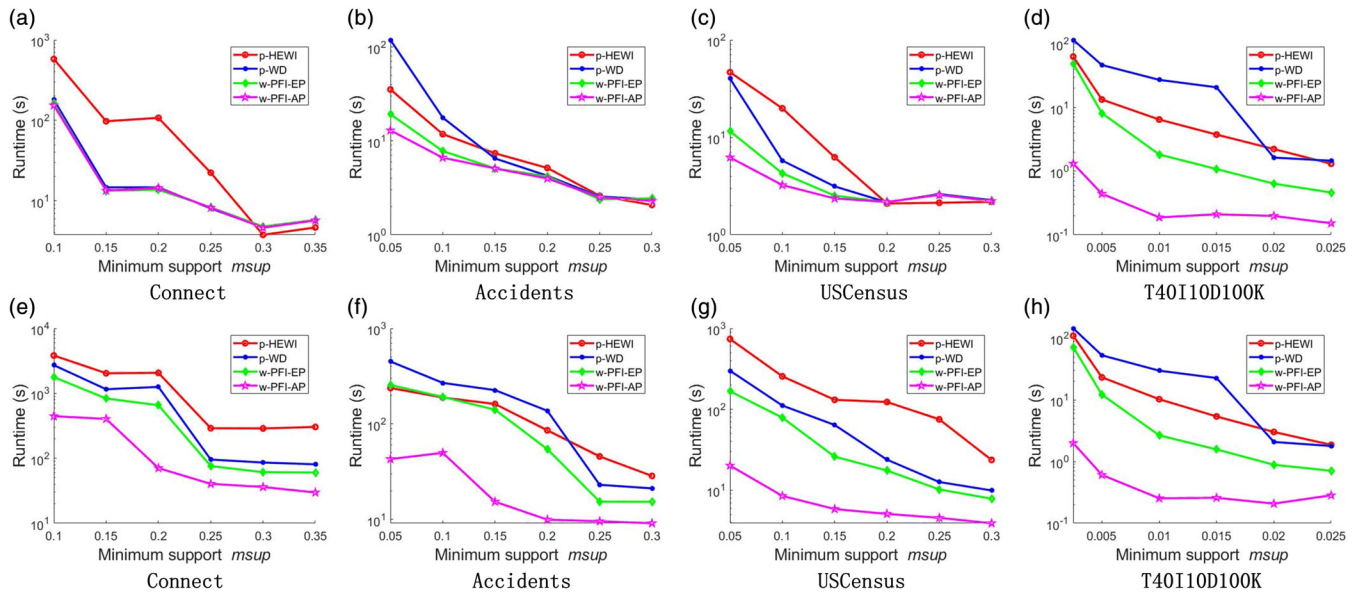 (a) (b) (c) (d)
10^3 10^2 10^1
Runtime (s)
p-HEWI
p-WD
w-PFI-EP
w-PFI-AP
0.1 0.15 0.2 0.25 0.3 0.35
Minimum support msup
Connect
10^2 10^1 10^0
Runtime (s)
p-HEWI
p-WD
w-PFI-EP
w-PFI-AP
0.05 0.1 0.15 0.2 0.25 0.3
Minimum support msup
Accidents
10^2 10^1 10^0
Runtime (s)
p-HEWI
p-WD
w-PFI-EP
w-PFI-AP
0.05 0.1 0.15 0.2 0.25 0.3
Minimum support msup
USCensus
10^2 10^1 10^0 10^-1
Runtime (s)
p-HEWI
p-WD
w-PFI-EP
w-PFI-AP
0.005 0.01 0.015 0.02 0.025
Minimum support msup
T40I10D100K
(e) (f) (g) (h)
10^4 10^3 10^2 10^1
Runtime (s)
p-HEWI
p-WD
w-PFI-EP
w-PFI-AP
0.1 0.15 0.2 0.25 0.3 0.35
Minimum support msup
Connect
10^3 10^2 10^1
Runtime (s)
p-HEWI
p-WD
w-PFI-EP
w-PFI-AP
0.05 0.1 0.15 0.2 0.25 0.3
Minimum support msup
Accidents
10^3 10^2 10^1
Runtime (s)
p-HEWI
p-WD
w-PFI-EP
w-PFI-AP
0.05 0.1 0.15 0.2 0.25 0.3
Minimum support msup
USCensus
10^2 10^1 10^0 10^-1
Runtime (s)
p-HEWI
p-WD
w-PFI-EP
w-PFI-AP
0.005 0.01 0.015 0.02 0.025
Minimum support msup
T40I10D100K